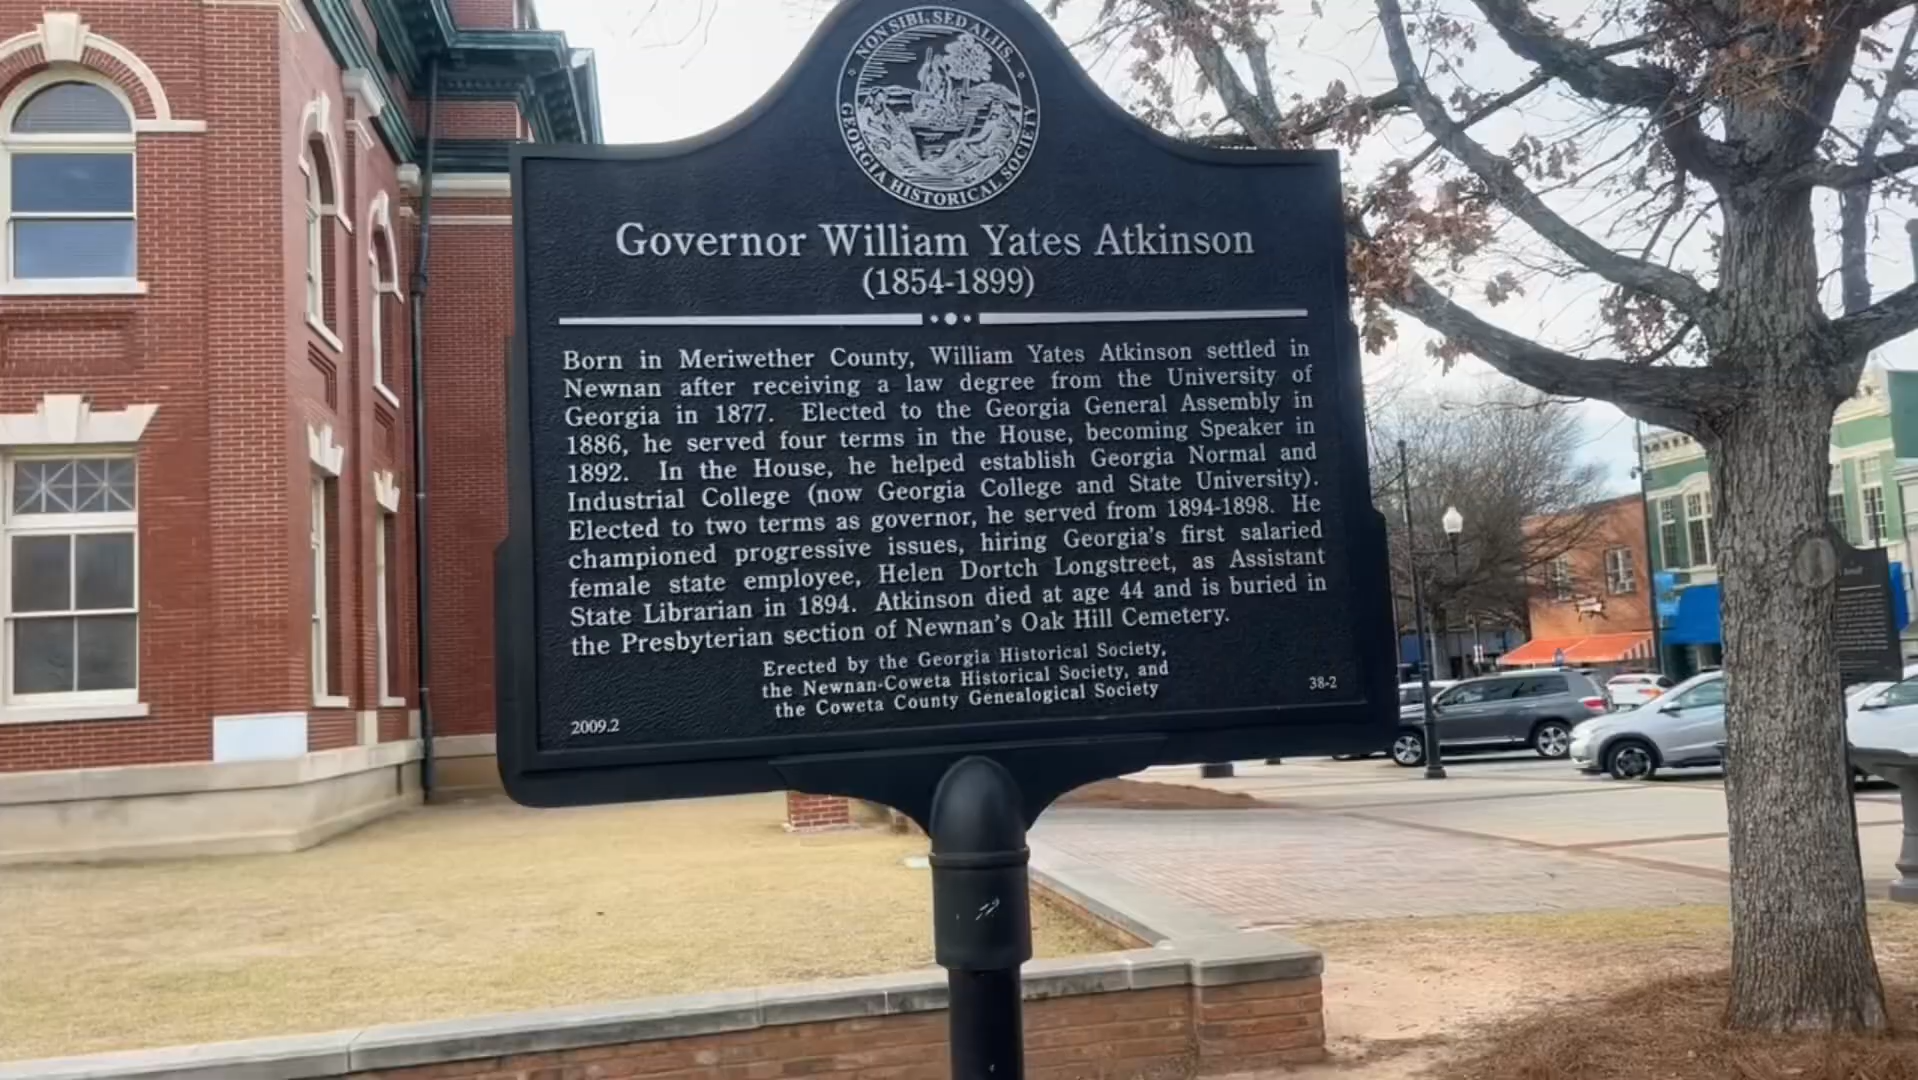 NON SIBI, SED ALIIS
GEORGIA HISTORICAL SOCIETY
Governor William Yates Atkinson
(1854-1899)
Born in Meriwether County, William Yates Atkinson settled in
Newnan after receiving a law degree from the University of
Georgia in 1877. Elected to the Georgia General Assembly in
1886, he served four terms in the House, becoming Speaker in
1892. In the House, he helped establish Georgia Normal and
Industrial College (now Georgia College and State University).
Elected to two terms as governor, he served from 1894-1898. He
championed progressive issues, hiring Georgia's first salaried
female state employee, Helen Dortch Longstreet, as Assistant
State Librarian in 1894. Atkinson died at age 44 and is buried in
the Presbyterian section of Newnan's Oak Hill Cemetery.
Erected by the Georgia Historical Society,
the Newnan-Coweta Historical Society, and
the Coweta County Genealogical Society
2009.2
38-2